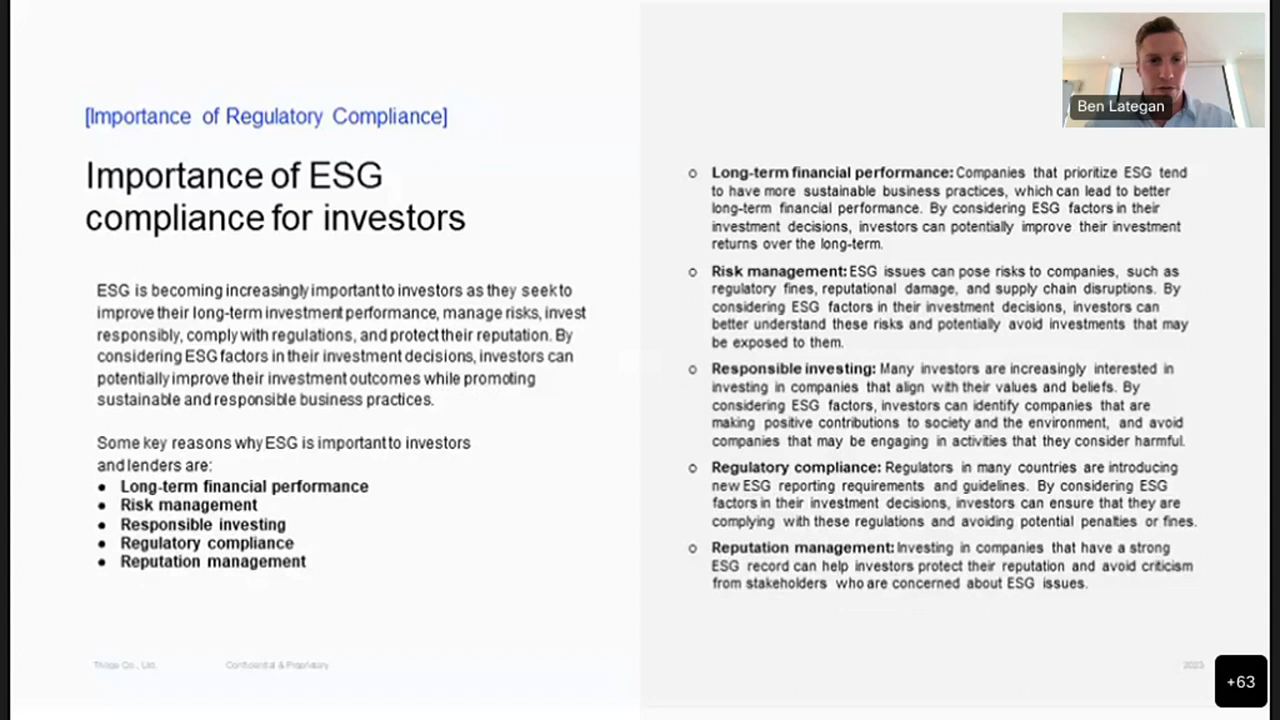 [Importance of Regulatory Compliance]
Importance of ESG
compliance for investors
ESG is becoming increasingly important to investors as they seek to
improve their long-term investment performance, manage risks, invest
responsibly, comply with regulations, and protect their reputation. By
considering ESG factors in their investment decisions, investors can
potentially improve their investment outcomes while promoting
sustainable and responsible business practices.
Some key reasons why ESG is important to investors
and lenders are:
● Long-term financial performance
● Risk management
● Responsible investing
● Regulatory compliance
● Reputation management
Confidential & Proprietary
Ben Lategan
○ Long-term financial performance: Companies that prioritize ESG tend
to have more sustainable business practices, which can lead to better
long-term financial performance. By considering ESG factors in their
investment decisions, investors can potentially improve their investment
returns over the long-term.
○ Risk management: ESG issues can pose risks to companies, such as
regulatory fines, reputational damage, and supply chain disruptions. By
considering ESG factors in their investment decisions, investors can
better understand these risks and potentially avoid investments that may
be exposed to them.
○ Responsible investing: Many investors are increasingly interested in
investing in companies that align with their values and beliefs. By
considering ESG factors, investors can identify companies that are
making positive contributions to society and the environment, and avoid
companies that may be engaging in activities that they consider harmful.
○ Regulatory compliance: Regulators in many countries are introducing
new ESG reporting requirements and guidelines. By considering ESG
factors in their investment decisions, investors can ensure that they are
complying with these regulations and avoiding potential penalties or fines.
○ Reputation management: Investing in companies that have a strong
ESG record can help investors protect their reputation and avoid criticism
from stakeholders who are concerned about ESG issues.
2023
+63